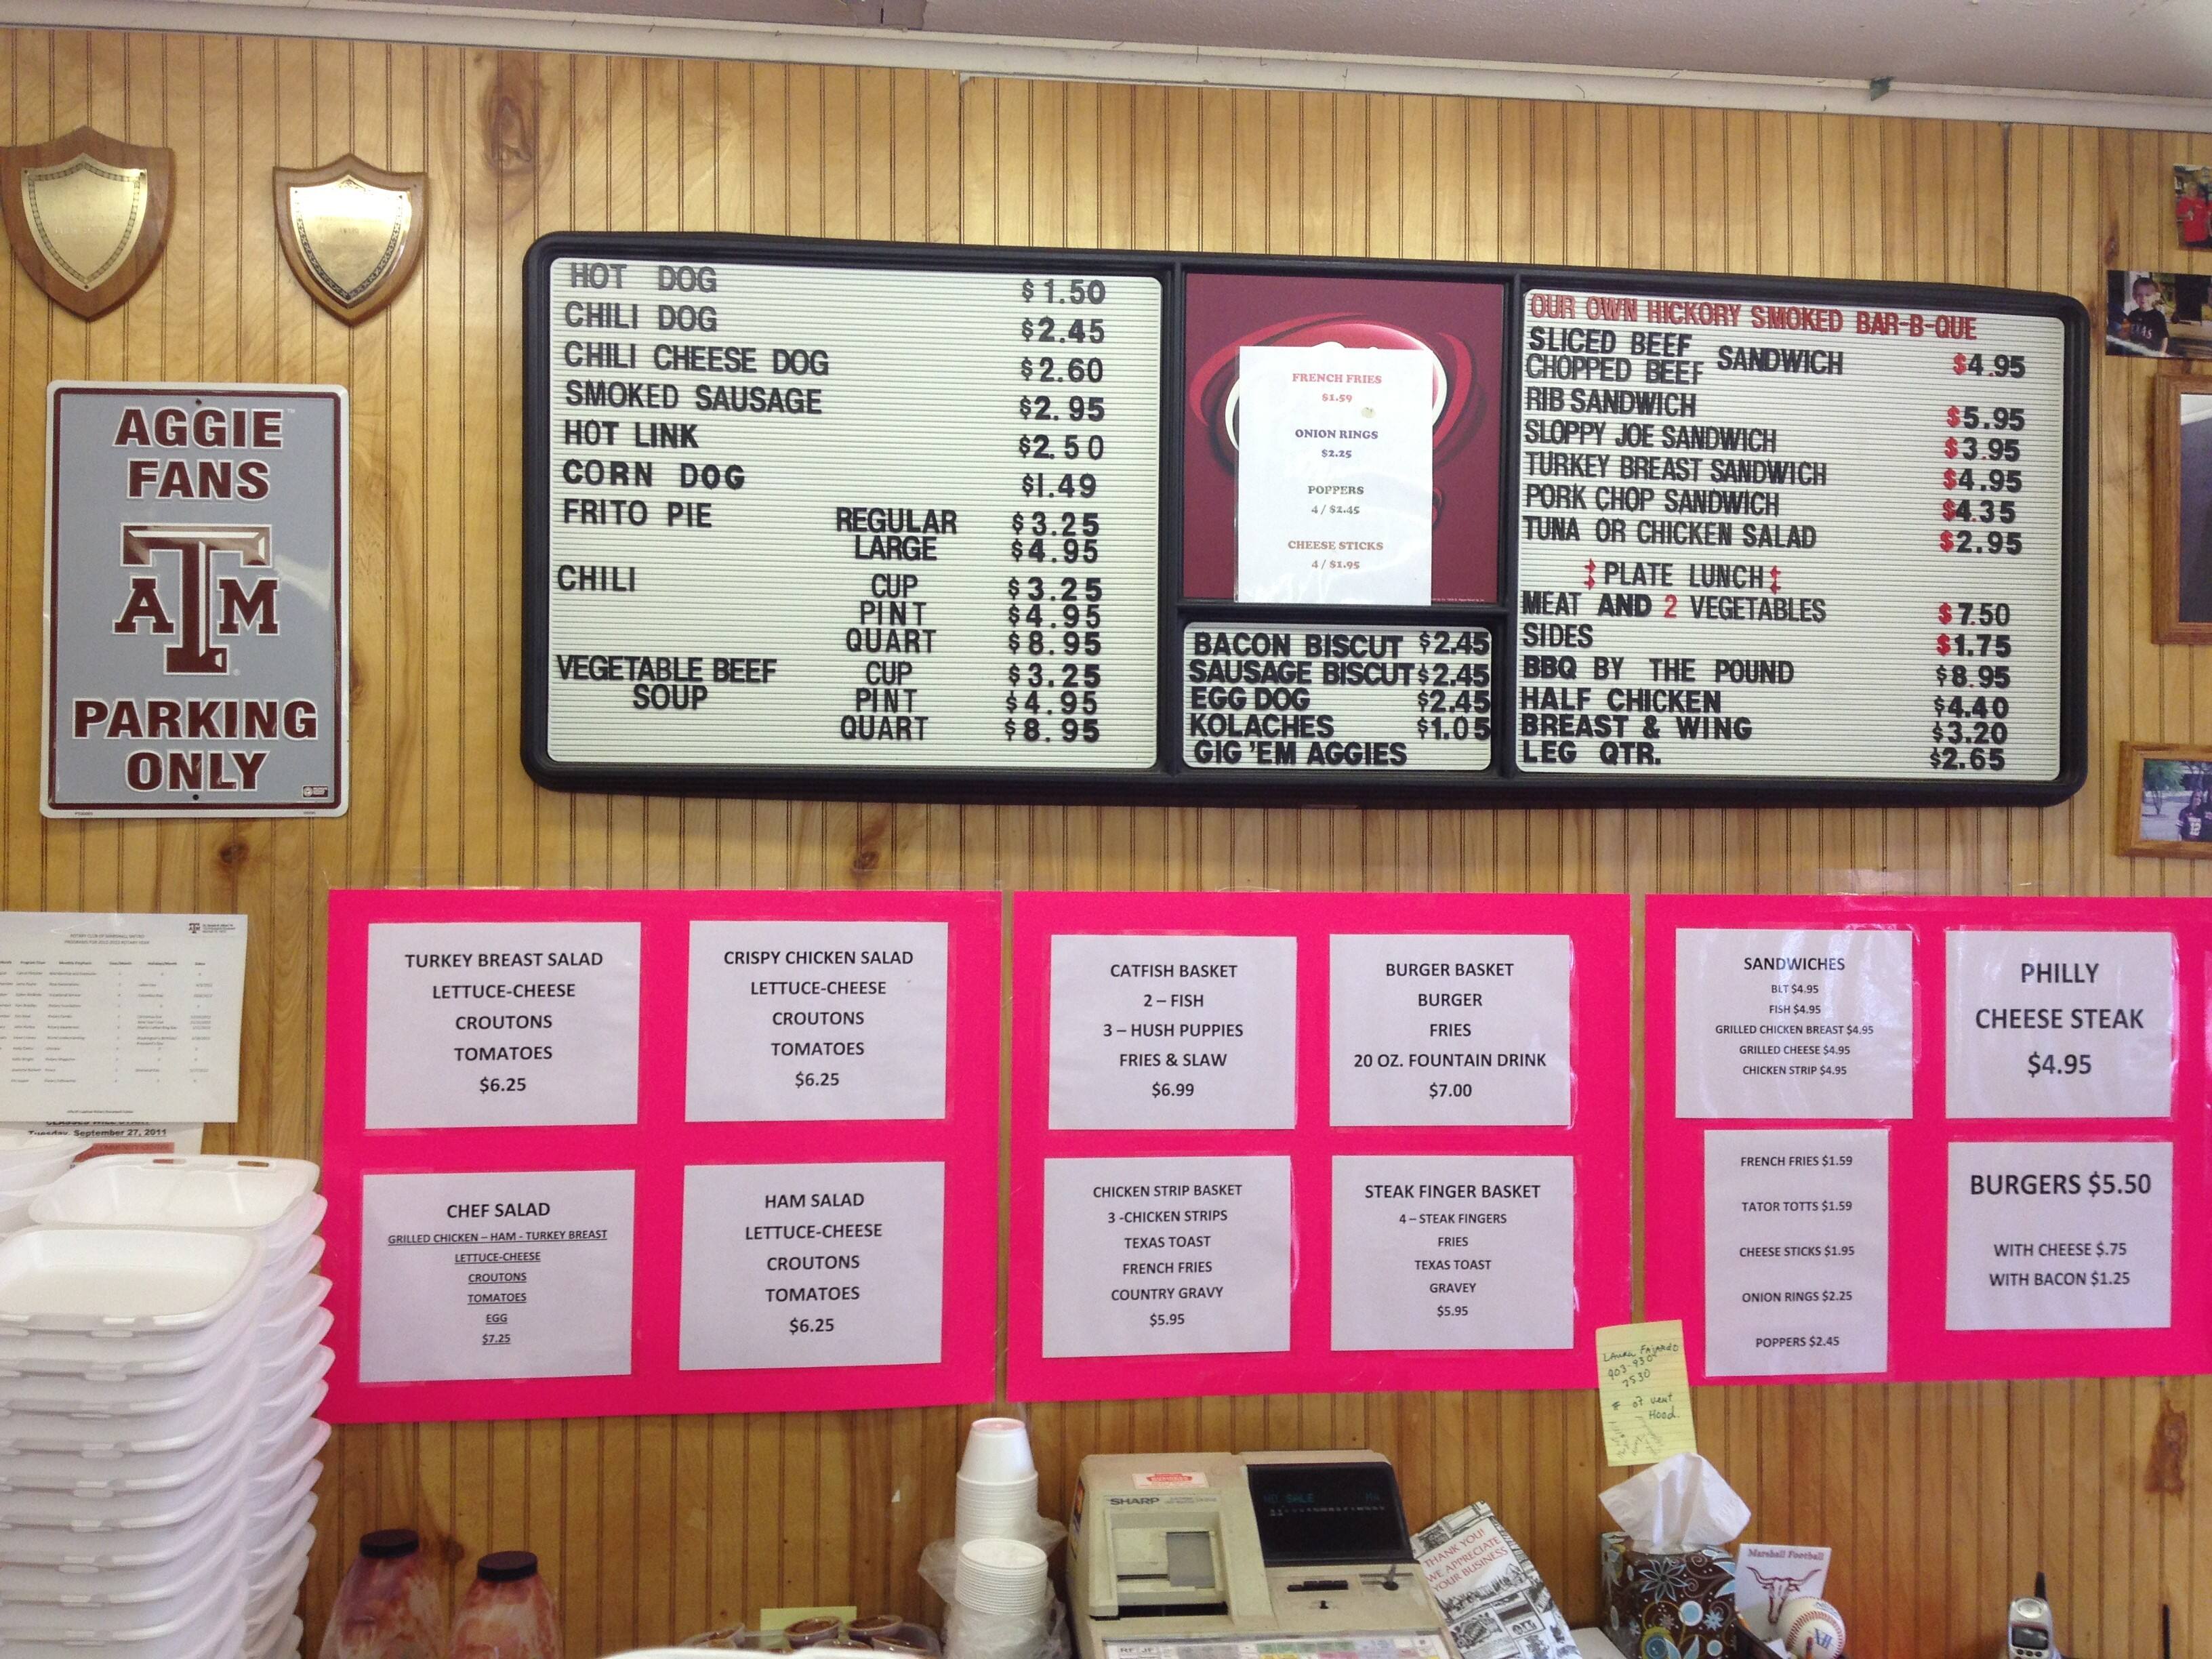 AGGIE
FANS
ATM
PARKING
ONLY
HOT DOG $1.50
CHILI DOG $2.45
CHILI CHEESE DOG $2.60
SMOKED SAUSAGE $2.95
HOT LINK $2.50
CORN DOG $1.49
FRITO PIE REGULAR $3.25
LARGE $4.95
CHILI CUP $3.25
PINT $4.95
QUART $8.95
VEGETABLE BEEF CUP $3.25
SOUP PINT $4.95
QUART $8.95
FRENCH FRIES
$1.59
ONION RINGS
$2.25
POPPERS
4 / $2.45
CHEESE STICKS
4 / $1.95
BACON BISCUT $2.45
SAUSAGE BISCUT $2.45
EGG DOG $2.45
KOLACHES $1.05
GIG 'EM AGGIES
OUR OWN HICKORY SMOKED BAR-B-QUE
SLICED BEEF
CHOPPED BEEF SANDWICH $4.95
RIB SANDWICH $5.95
SLOPPY JOE SANDWICH $3.95
TURKEY BREAST SANDWICH $4.95
PORK CHOP SANDWICH $4.35
TUNA OR CHICKEN SALAD $2.95
PLATE LUNCH
MEAT AND 2 VEGETABLES $7.50
SIDES $1.75
BBQ BY THE POUND $8.95
HALF CHICKEN $4.40
BREAST & WING $3.20
LEG QTR. $2.65
Tuesday, September 27, 2011
TURKEY BREAST SALAD
LETTUCE-CHEESE
CROUTONS
TOMATOES
$6.25
CRISPY CHICKEN SALAD
LETTUCE-CHEESE
CROUTONS
TOMATOES
$6.25
CHEF SALAD
GRILLED CHICKEN – HAM - TURKEY BREAST
LETTUCE-CHEESE
CROUTONS
TOMATOES
EGG
$7.25
HAM SALAD
LETTUCE-CHEESE
CROUTONS
TOMATOES
$6.25
CATFISH BASKET
2 – FISH
3 – HUSH PUPPIES
FRIES & SLAW
$6.99
BURGER BASKET
BURGER
FRIES
20 OZ. FOUNTAIN DRINK
$7.00
CHICKEN STRIP BASKET
3 -CHICKEN STRIPS
TEXAS TOAST
FRENCH FRIES
COUNTRY GRAVY
$5.95
STEAK FINGER BASKET
4 – STEAK FINGERS
FRIES
TEXAS TOAST
GRAVEY
$5.95
SANDWICHES
BLT $4.95
FISH $4.95
GRILLED CHICKEN BREAST $4.95
GRILLED CHEESE $4.95
CHICKEN STRIP $4.95
PHILLY
CHEESE STEAK
$4.95
FRENCH FRIES $1.59
TATOR TOTTS $1.59
CHEESE STICKS $1.95
ONION RINGS $2.25
POPPERS $2.45
BURGERS $5.50
WITH CHEESE $.75
WITH BACON $1.25
Laura Fajardo
903-930
7530
# of vent
Hood.
SHARP
NO SALE
THANK YOU!
WE APPRECIATE
YOUR BUSINESS
Marshall Football